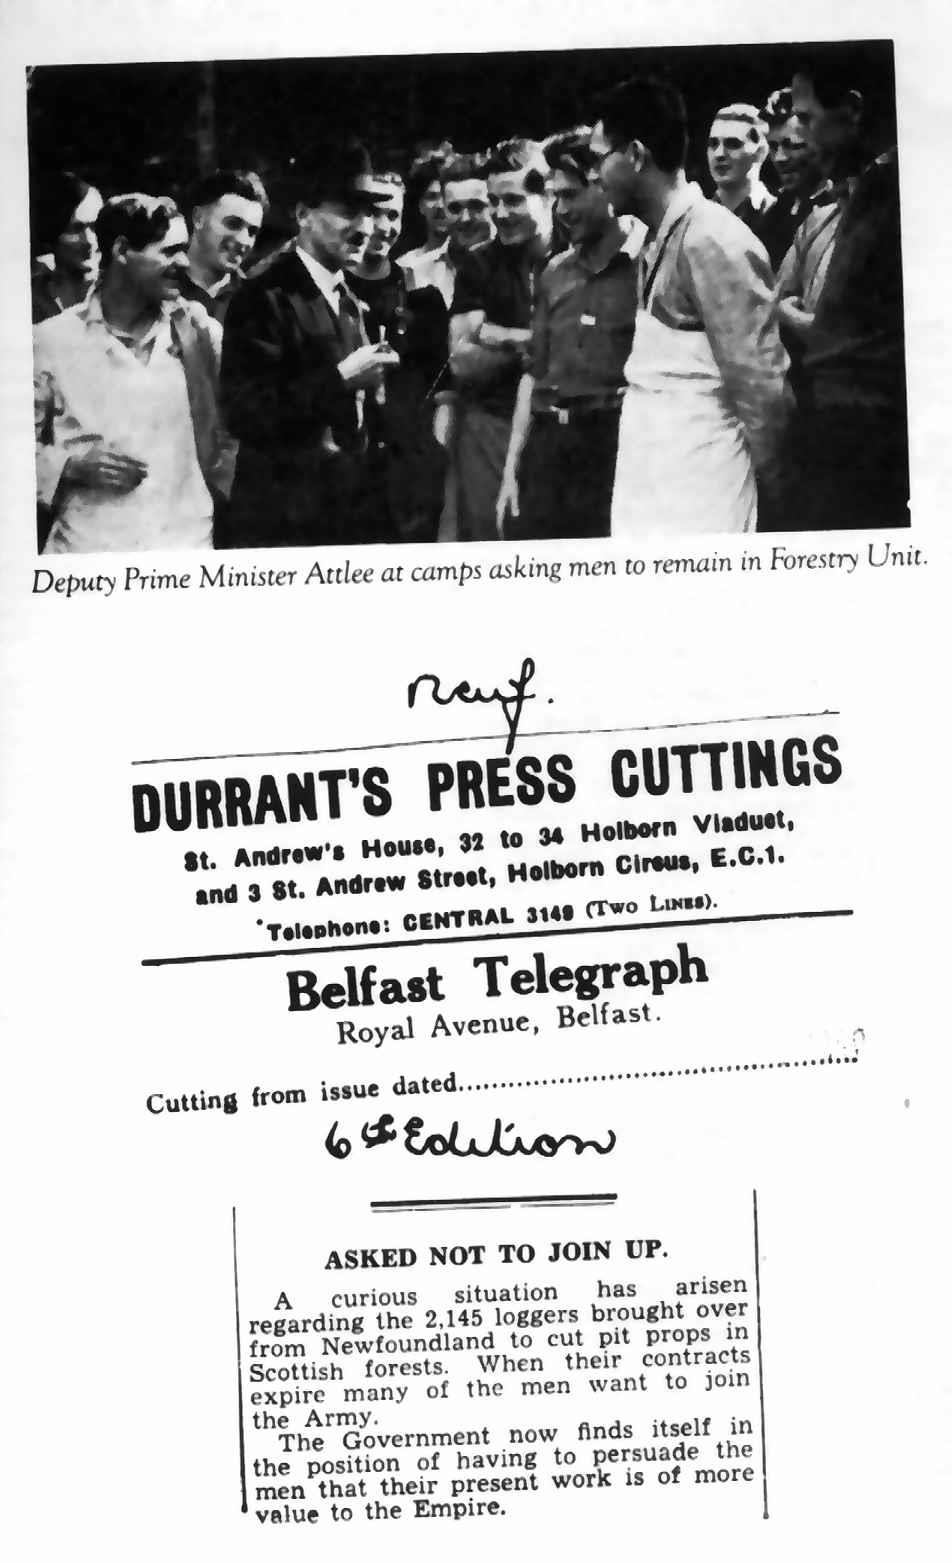 Deputy Prime Minister Attlee at camps asking men to remain in Forestry Unit.
DURRANT'S PRESS CUTTINGS
St. Andrew's House, 32 to 34 Holborn Viaduct,
and 3 St. Andrew Street, Holborn Circus, E.C.1.
Telephone: CENTRAL 3149 (Two Lines).
Belfast Telegraph
Royal Avenue, Belfast.
Cutting from issue dated
6th Edition
ASKED NOT TO JOIN UP.
A curious situation has arisen
regarding the 2,145 loggers brought over
from Newfoundland to cut pit props in
Scottish forests. When their contracts
expire many of the men want to join
the Army.
The Government now finds itself in
the position of having to persuade the
men that their present work is of more
value to the Empire.